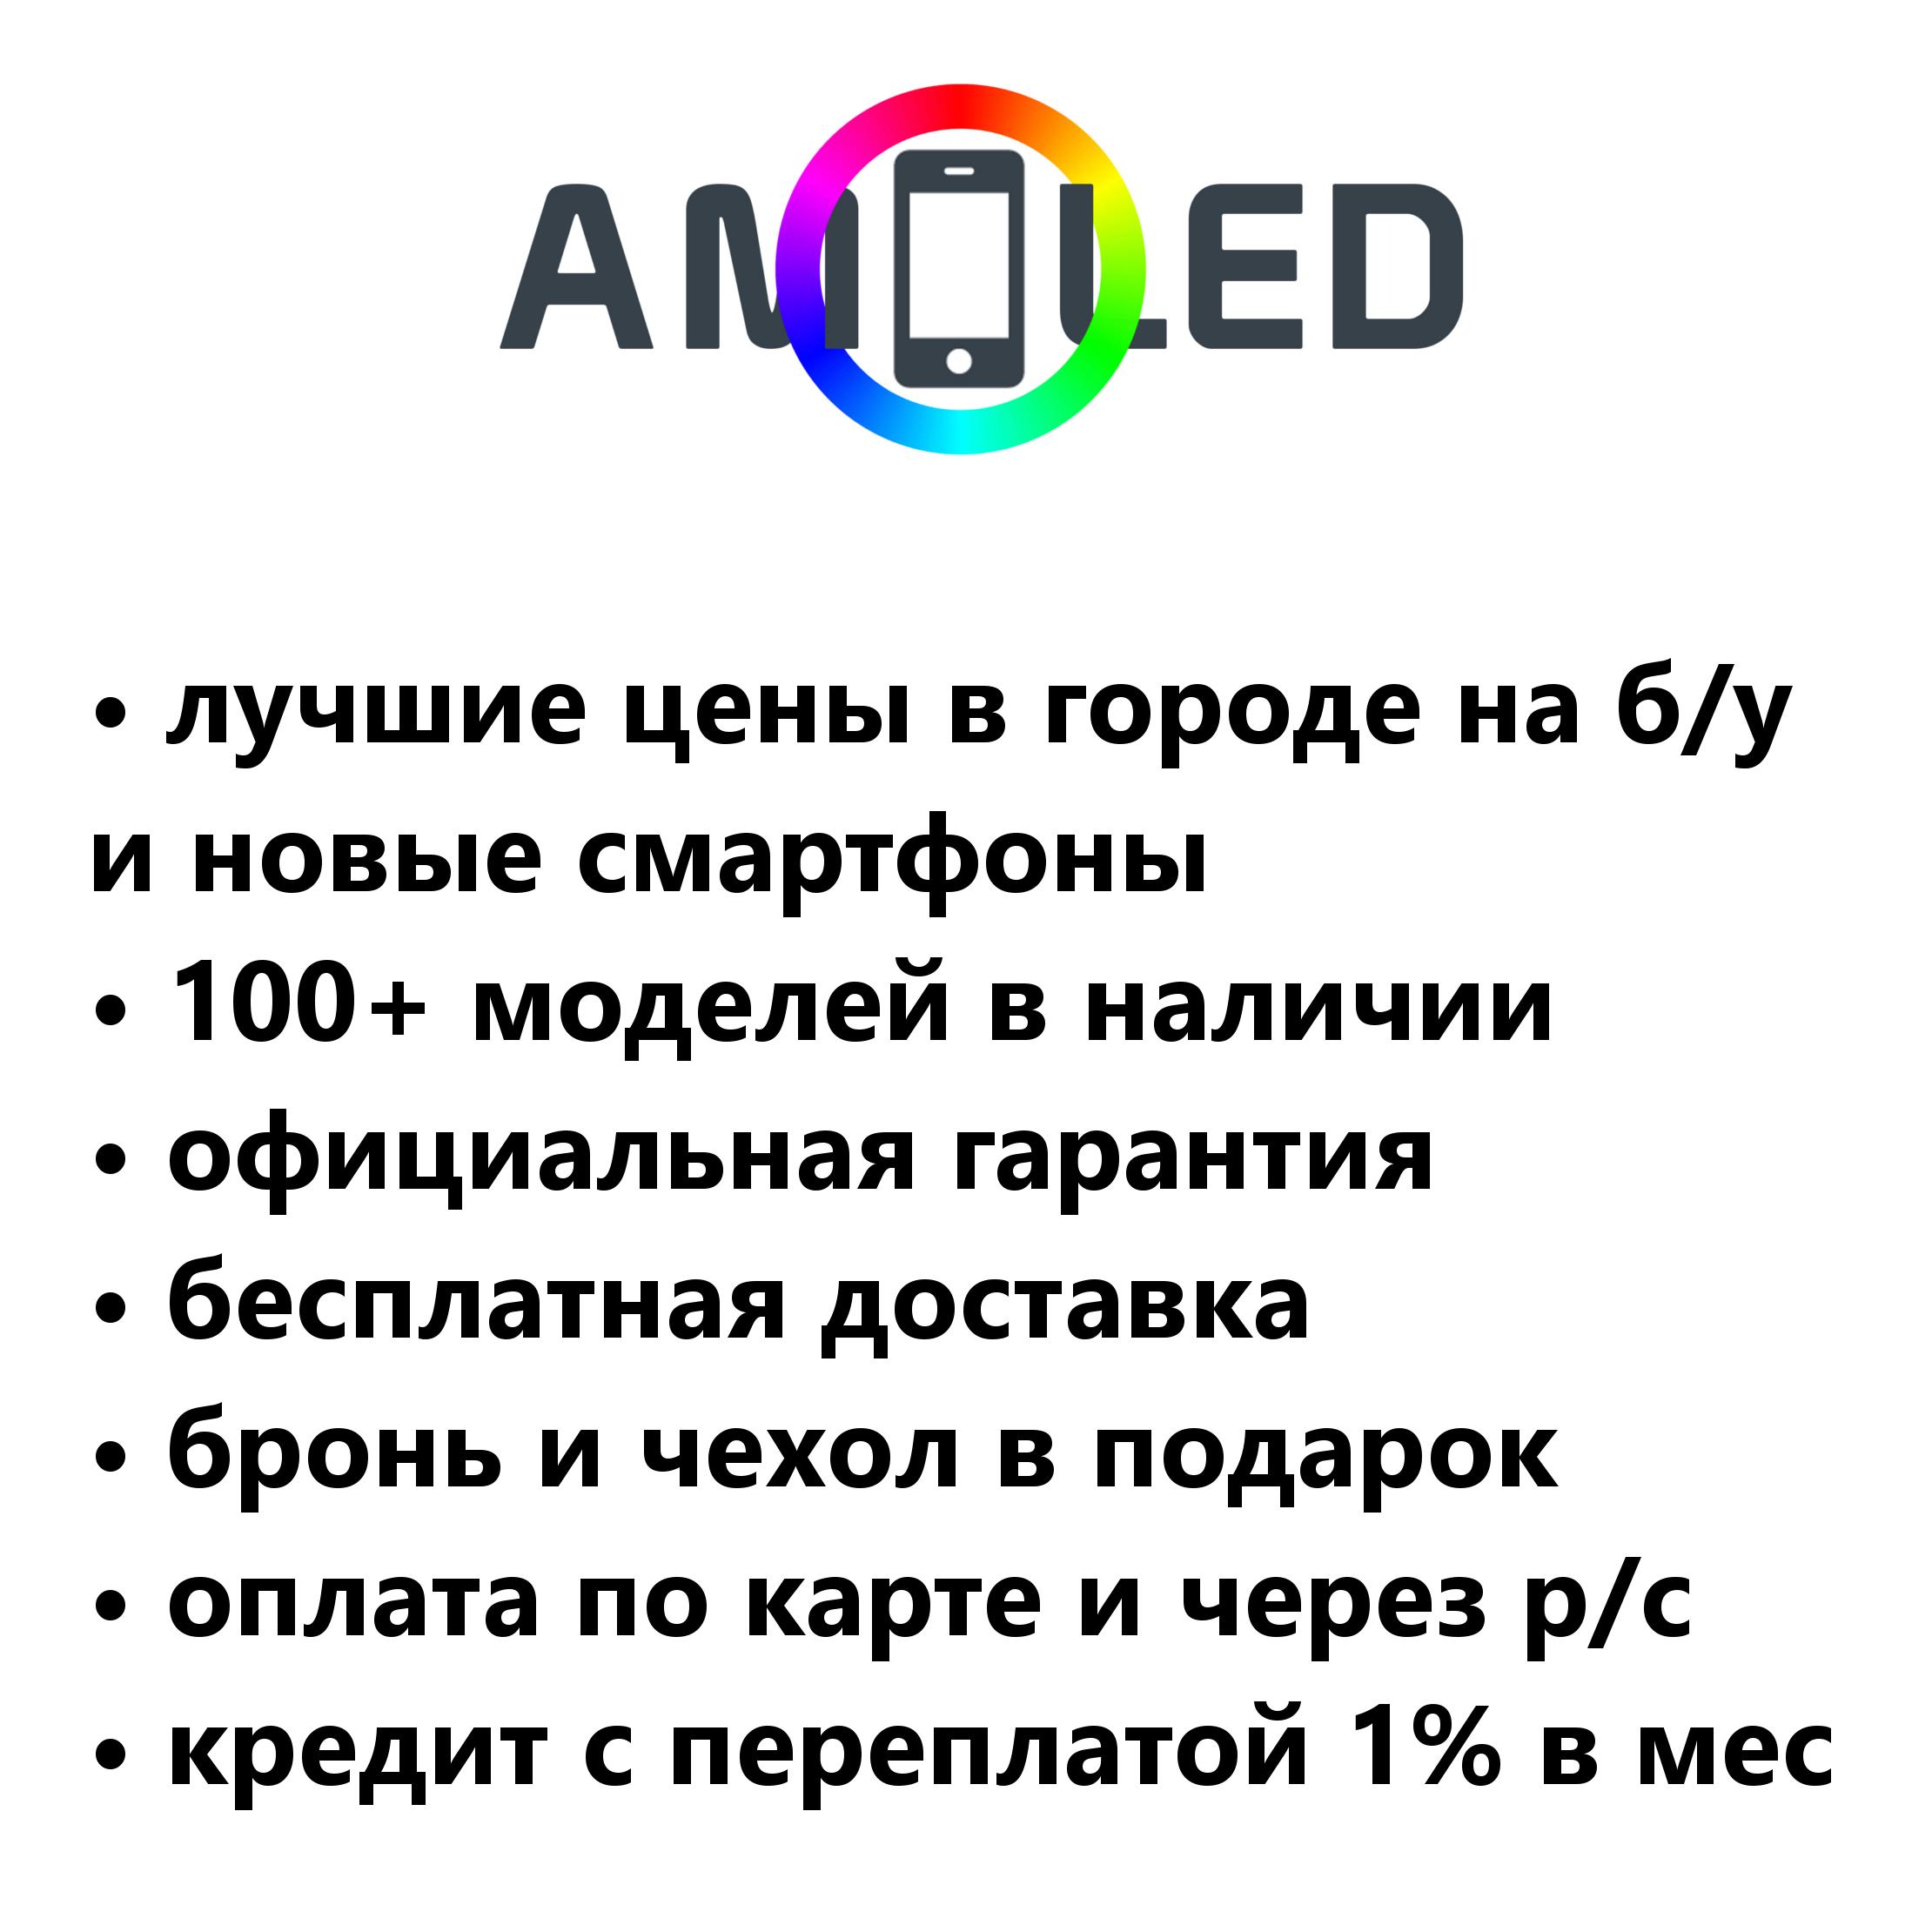 AMOLED
• лучшие цены в городе на б/у
и новые смартфоны
• 100+ моделей в наличии
• официальная гарантия
• бесплатная доставка
• бронь и чехол в подарок
• оплата по карте и через р/с
• кредит с переплатой 1% в мес